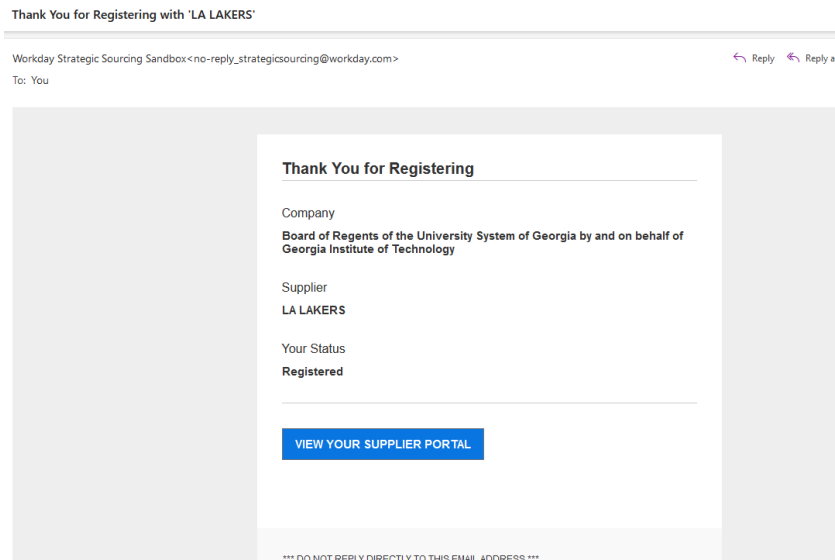 Thank You for Registering with 'LA LAKERS'
Workday Strategic Sourcing Sandbox<no-reply_strategicsourcing@workday.com>
Reply
Reply a
To: You
Thank You for Registering
Company
Board of Regents of the University System of Georgia by and on behalf of
Georgia Institute of Technology
Supplier
LA LAKERS
Your Status
Registered
VIEW YOUR SUPPLIER PORTAL
*** DO NOT REPLY DIRECTLY TO THIS EMAIL ADDRESS ***